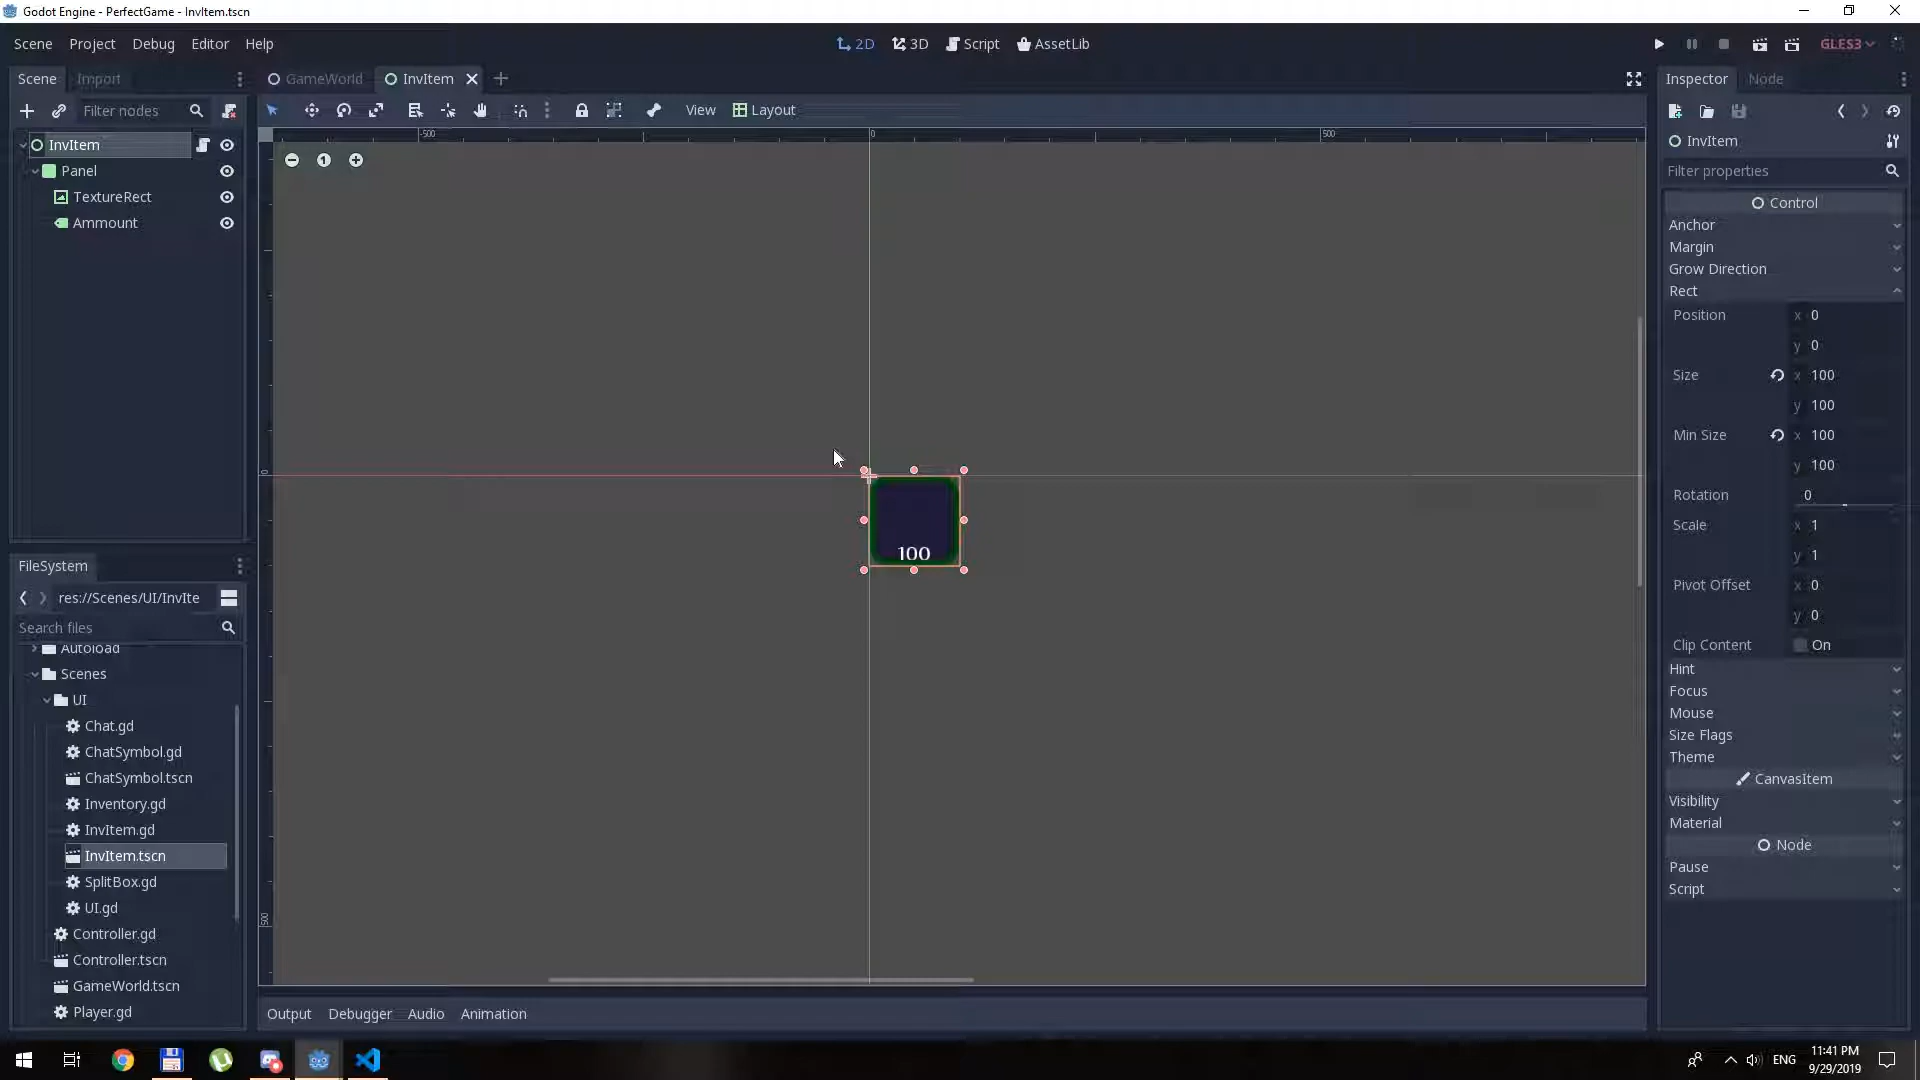 Godot Engine - PerfectGame - InvItem.tscn
Scene Project Debug Editor Help
2D 3D Script AssetLib
GLES3
Scene Import
GameWorld InvItem
Inspector Node
Filter nodes
View Layout
InvItem
Panel
TextureRect
Ammount
-500 0 500
1
0
500
100
InvItem
Filter properties
Control
Anchor
Margin
Grow Direction
Rect
Position x 0
y 0
Size x 100
y 100
Min Size x 100
y 100
Rotation 0
Scale x 1
y 1
Pivot Offset x 0
y 0
Clip Content On
Hint
Focus
Mouse
Size Flags
Theme
CanvasItem
Visibility
Material
Node
Pause
Script
FileSystem
res://Scenes/UI/InvIte
Search files
Autoload
Scenes
UI
Chat.gd
ChatSymbol.gd
ChatSymbol.tscn
Inventory.gd
InvItem.gd
InvItem.tscn
SplitBox.gd
UI.gd
Controller.gd
Controller.tscn
GameWorld.tscn
Player.gd
Output Debugger Audio Animation
ENG
11:41 PM
9/29/2019